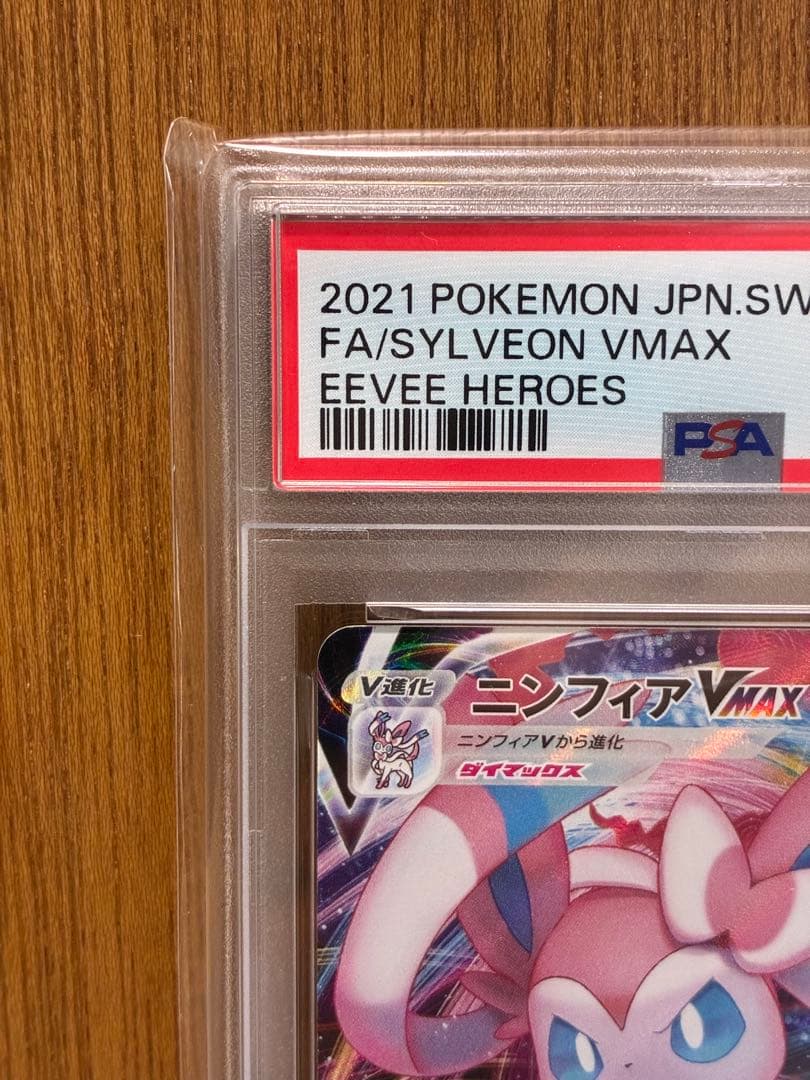 2021 POKEMON JPN.SW
FA/SYLVEON VMAX
EEVEE HEROES
PSA
V進化
ニンフィアVMAX
ニンフィアVから進化
ダイマックス